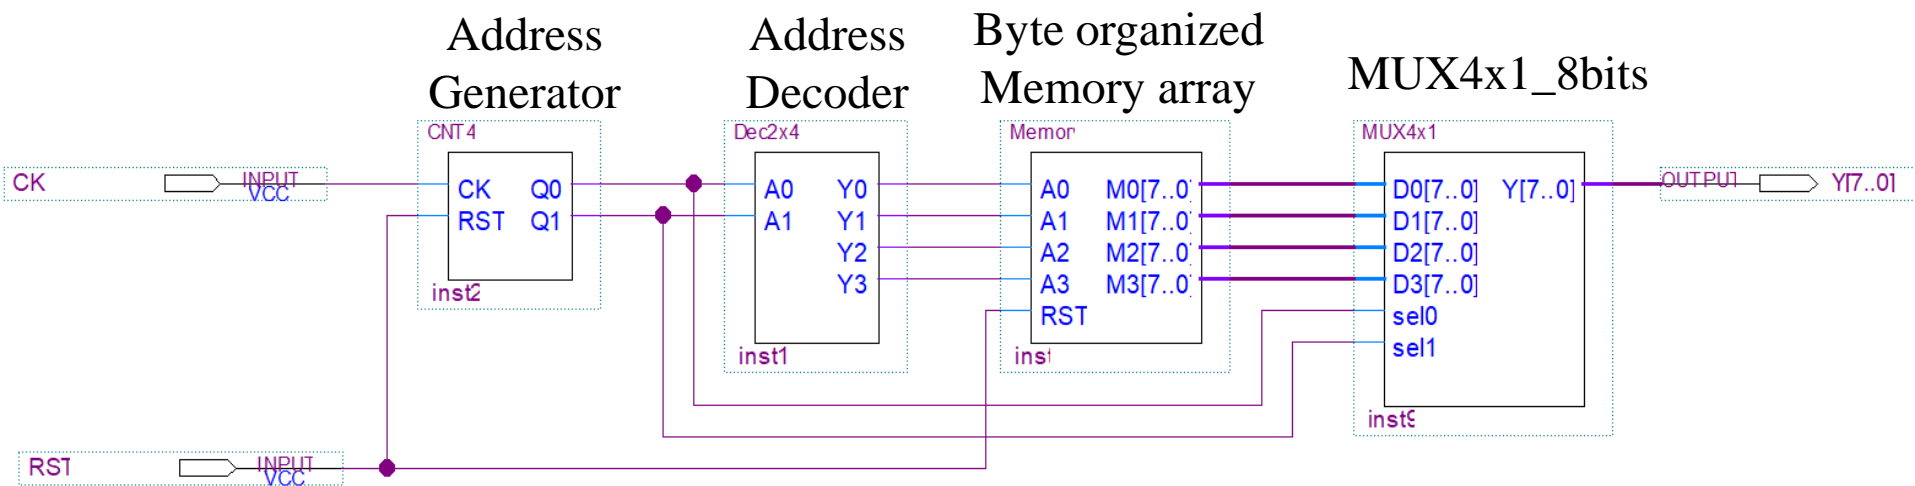 Address
Generator
Address
Decoder
Byte organized
Memory array
MUX4x1_8bits
CK
INPUT
VCC
RST
INPUT
VCC
CNT4
CK Q0
RST Q1
inst2
Dec2x4
A0 Y0
A1 Y1
Y2
Y3
inst1
Memor
A0 M0[7..0]
A1 M1[7..0]
A2 M2[7..0]
A3 M3[7..0]
RST
inst
MUX4x1
D0[7..0] Y[7..0]
D1[7..0]
D2[7..0]
D3[7..0]
sel0
sel1
inst9
OUTPUT
Y[7..0]